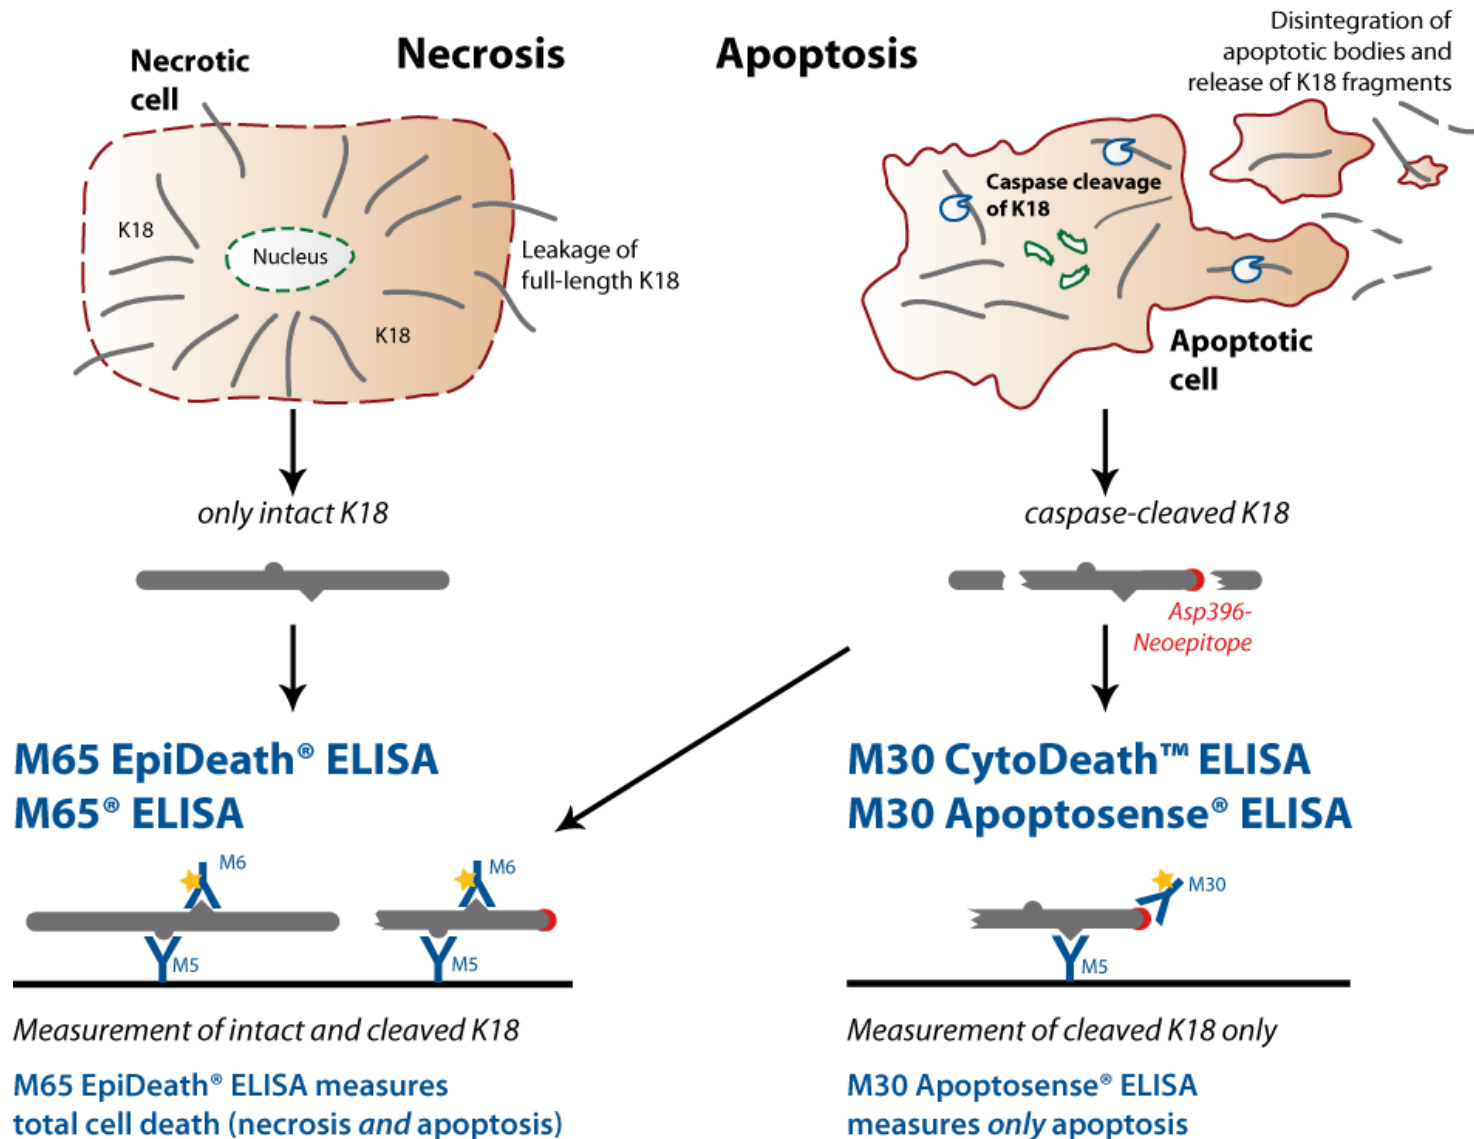 Necrosis
Apoptosis
Necrotic
cell
Disintegration of
apoptotic bodies and
release of K18 fragments
K18
Nucleus
K18
Leakage of
full-length K18
Caspase cleavage
of K18
Apoptotic
cell
only intact K18
caspase-cleaved K18
Asp396-
Neoepitope
M65 EpiDeath® ELISA
M65® ELISA
M6
M5
M6
M5
Measurement of intact and cleaved K18
M65 EpiDeath® ELISA measures
total cell death (necrosis and apoptosis)
M30 CytoDeath™ ELISA
M30 Apoptosense® ELISA
M30
M5
Measurement of cleaved K18 only
M30 Apoptosense® ELISA
measures only apoptosis